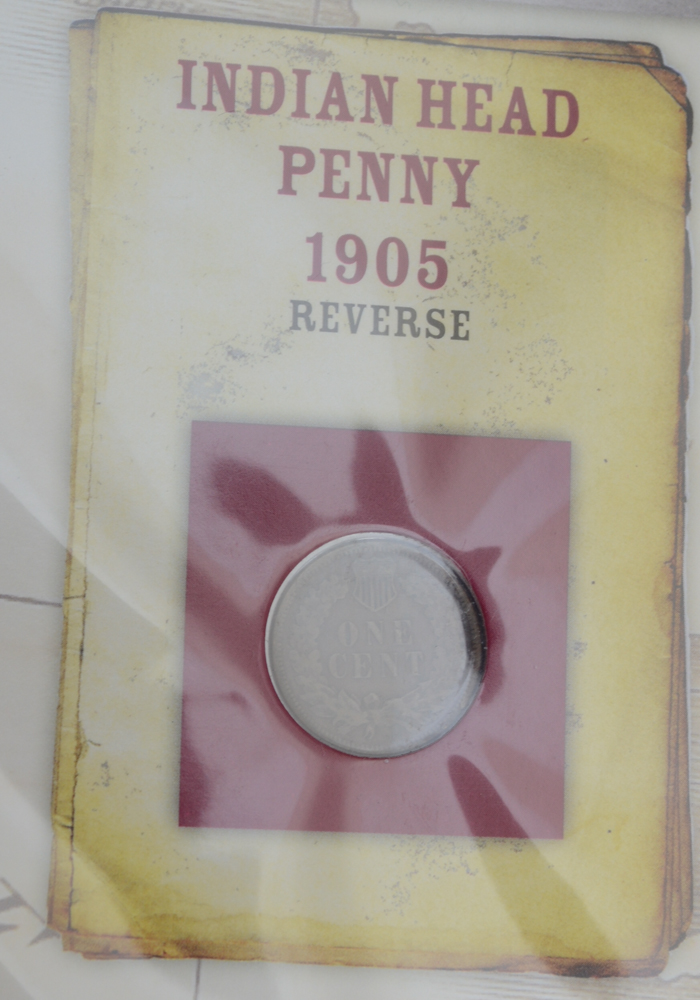 INDIAN HEAD
PENNY
1905
REVERSE
ONE
CENT